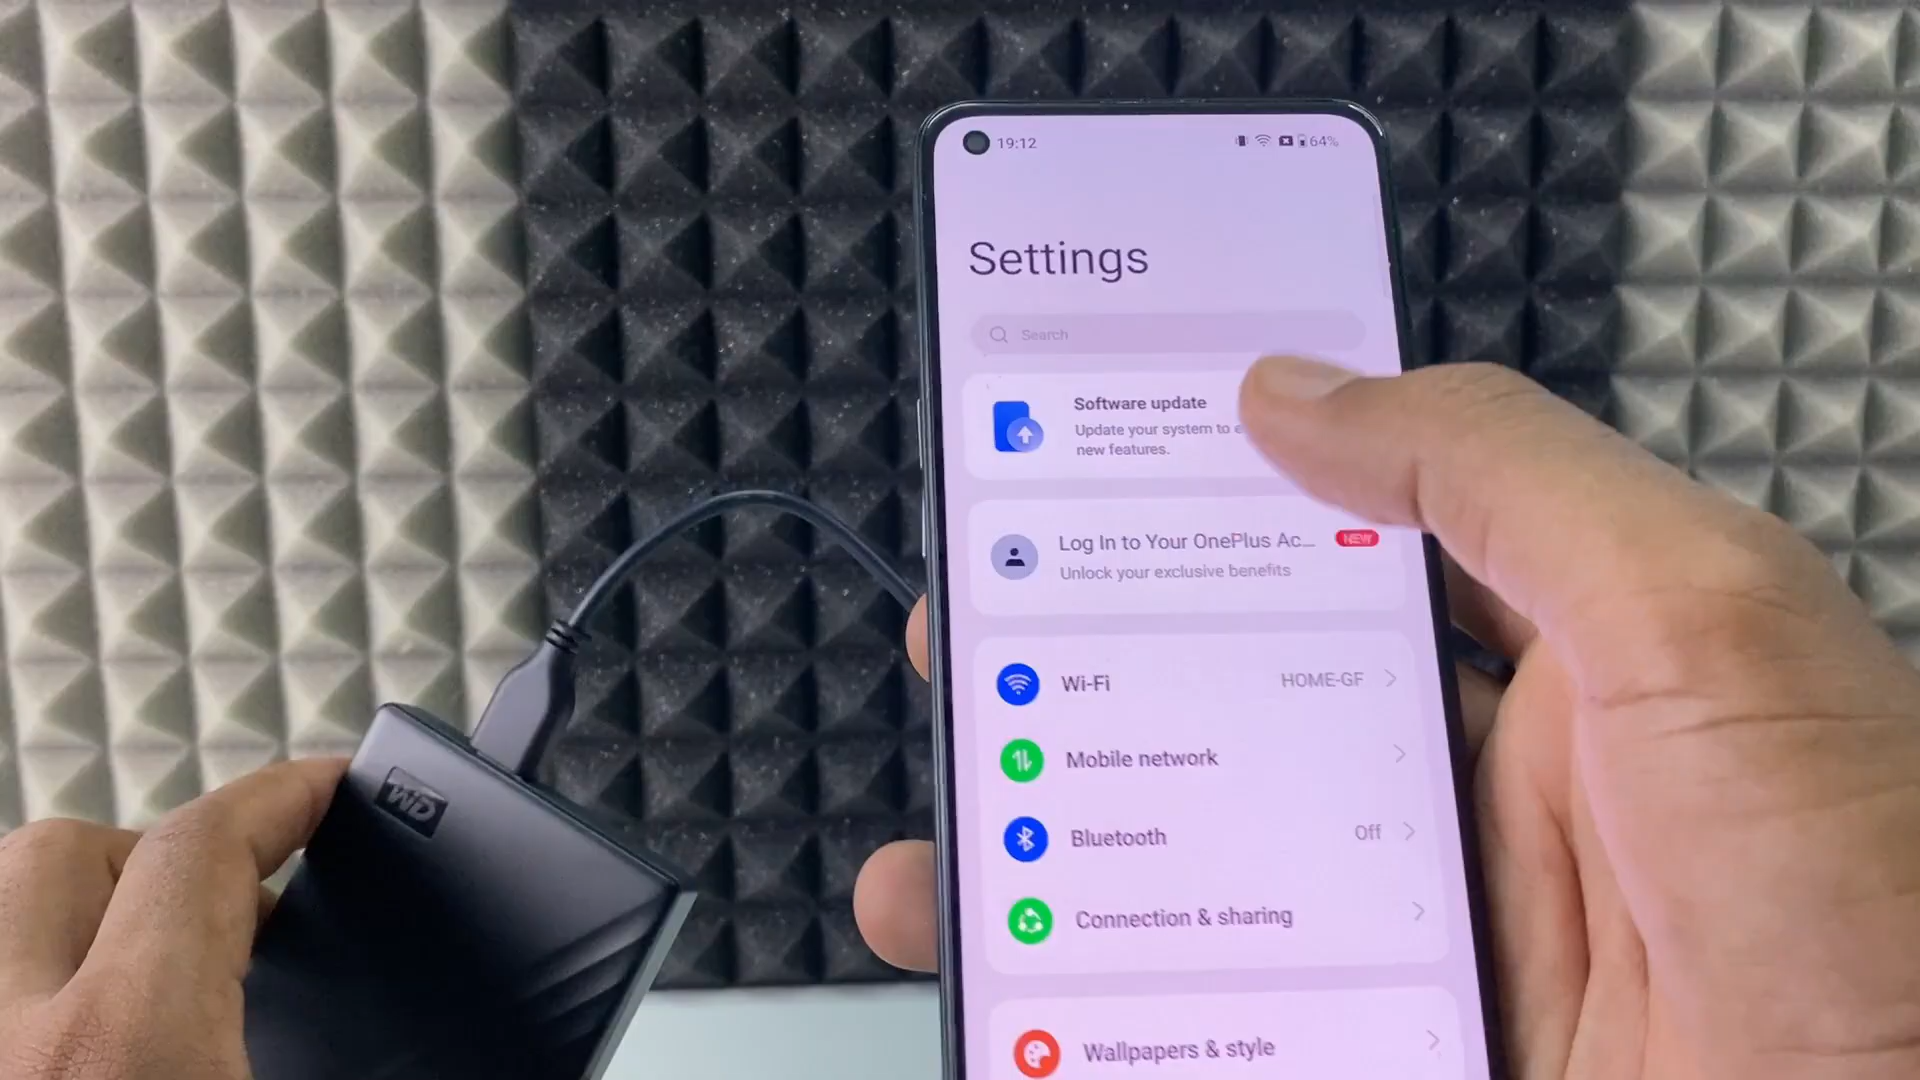 19:12
64%
Settings
Search
Software update
Update your system to
new features.
Log In to Your OnePlus Ac...
NEW
Unlock your exclusive benefits
Wi-Fi
HOME-GF
Mobile network
Bluetooth
Off
Connection & sharing
WD
Wallpapers & style